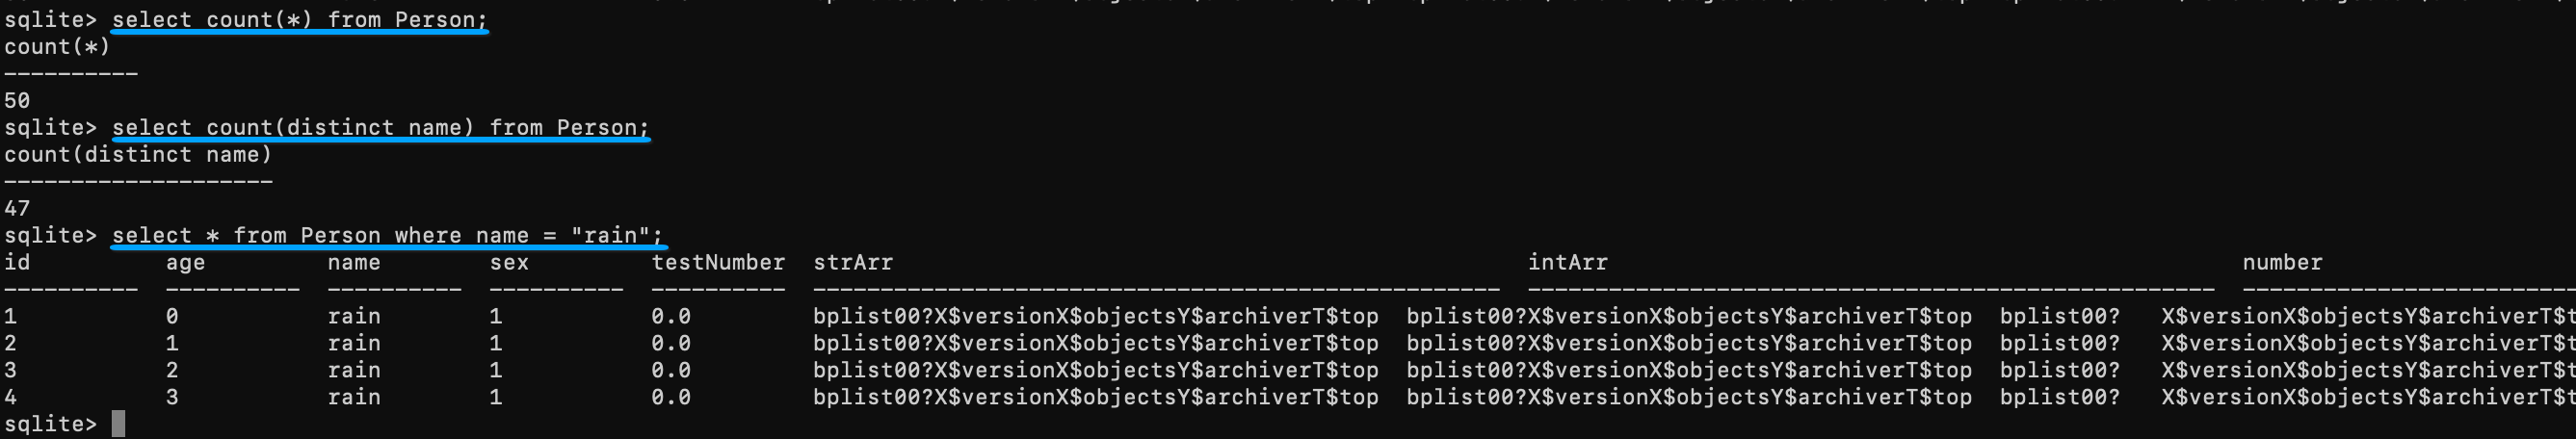 sqlite> select count(*) from Person;
count(*)
----------
50
sqlite> select count(distinct name) from Person;
count(distinct name)
--------------------
47
sqlite> select * from Person where name = "rain";
id          age         name        sex         testNumber  strArr                                               intArr                                               number
----------  ----------  ----------  ----------  ----------  ---------------------------------------------------  ---------------------------------------------------  -------------------------
1           0           rain        1           0.0         bplist00?X$versionX$objectsY$archiverT$top  bplist00?X$versionX$objectsY$archiverT$top  bplist00?   X$versionX$objectsY$archiverT$t
2           1           rain        1           0.0         bplist00?X$versionX$objectsY$archiverT$top  bplist00?X$versionX$objectsY$archiverT$top  bplist00?   X$versionX$objectsY$archiverT$t
3           2           rain        1           0.0         bplist00?X$versionX$objectsY$archiverT$top  bplist00?X$versionX$objectsY$archiverT$top  bplist00?   X$versionX$objectsY$archiverT$t
4           3           rain        1           0.0         bplist00?X$versionX$objectsY$archiverT$top  bplist00?X$versionX$objectsY$archiverT$top  bplist00?   X$versionX$objectsY$archiverT$t
sqlite>